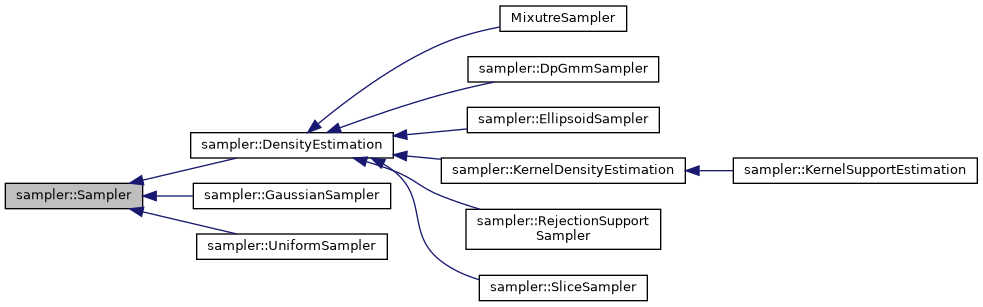 MixutreSampler
sampler::DpGmmSampler
sampler::EllipsoidSampler
sampler::DensityEstimation
sampler::KernelDensityEstimation
sampler::KernelSupportEstimation
sampler::Sampler
sampler::GaussianSampler
sampler::RejectionSupport
Sampler
sampler::UniformSampler
sampler::SliceSampler